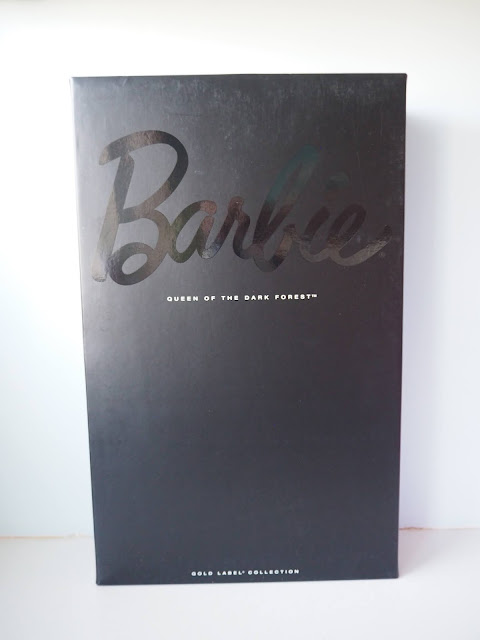 Barbie
QUEEN OF THE DARK FOREST™
GOLD LABEL® COLLECTION